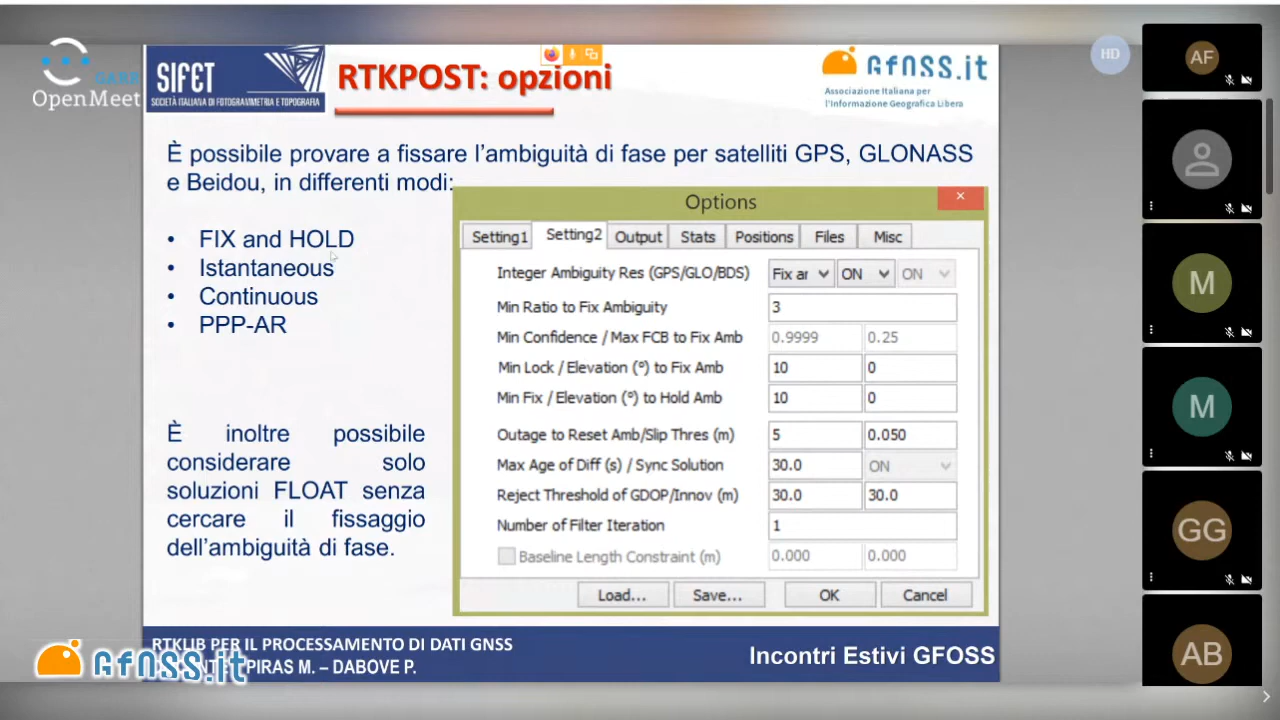 GARR
OpenMeet
SIFET
SOCIETÀ ITALIANA DI FOTOGRAMMETRIA E TOPOGRAFIA
RTKPOST: opzioni
GfOSS.it
Associazione Italiana per
l'Informazione Geografica Libera
HD
AF
È possibile provare a fissare l'ambiguità di fase per satelliti GPS, GLONASS
e Beidou, in differenti modi:
• FIX and HOLD
• Istantaneous
• Continuous
• PPP-AR
È inoltre possibile
considerare solo
soluzioni FLOAT senza
cercare il fissaggio
dell'ambiguità di fase.
Options
Setting1 Setting2 Output Stats Positions Files Misc
Integer Ambiguity Res (GPS/GLO/BDS) Fix ar ON ON
Min Ratio to Fix Ambiguity 3
Min Confidence / Max FCB to Fix Amb 0.9999 0.25
Min Lock / Elevation (°) to Fix Amb 10 0
Min Fix / Elevation (°) to Hold Amb 10 0
Outage to Reset Amb/Slip Thres (m) 5 0.050
Max Age of Diff (s) / Sync Solution 30.0 ON
Reject Threshold of GDOP/Innov (m) 30.0 30.0
Number of Filter Iteration 1
Baseline Length Constraint (m) 0.000 0.000
Load... Save... OK Cancel
M
M
GG
AB
RTKLIB PER IL PROCESSAMENTO DI DATI GNSS
PIRAS M. – DABOVE P.
GfOSS.it
Incontri Estivi GFOSS